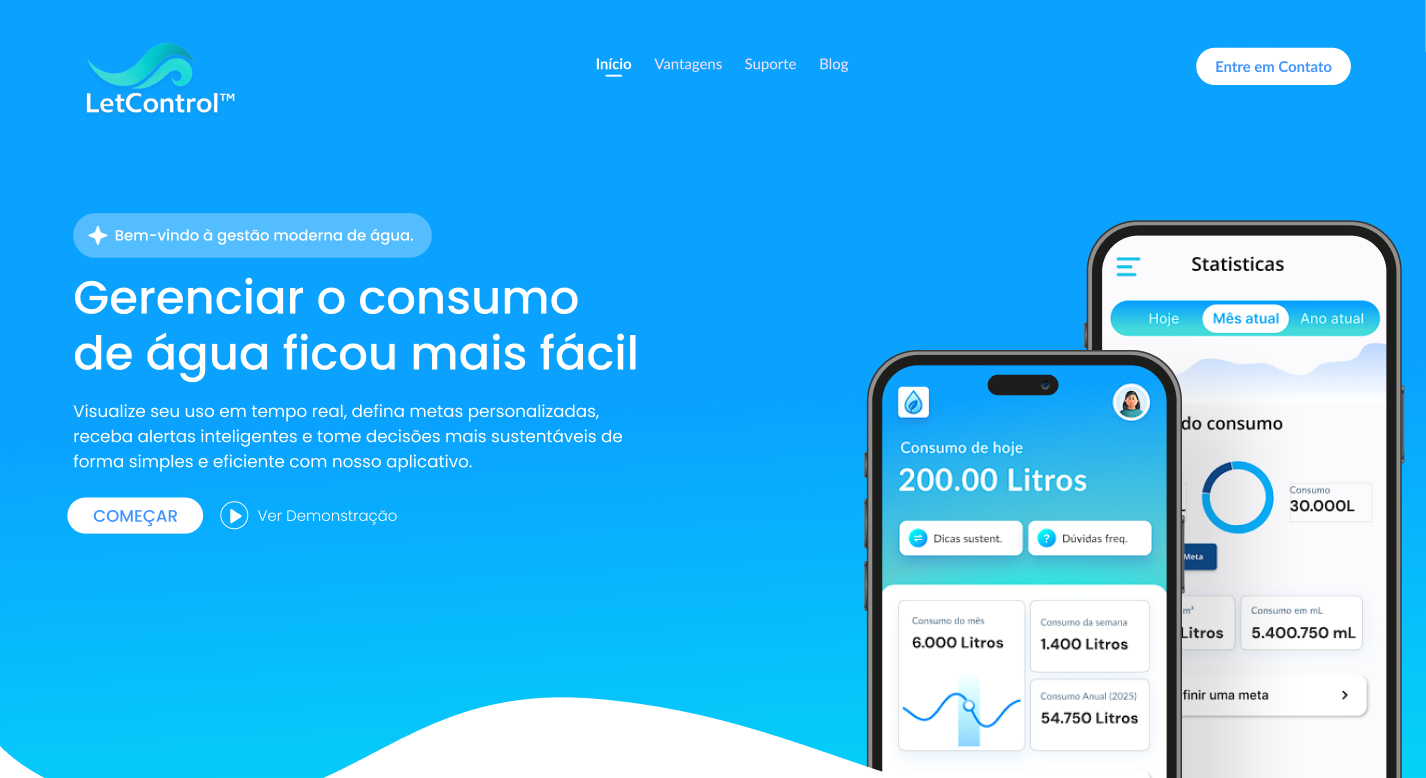 LetControl™
Início Vantagens Suporte Blog
Entre em Contato
Bem-vindo à gestão moderna de água.
Gerenciar o consumo
de água ficou mais fácil
Visualize seu uso em tempo real, defina metas personalizadas,
receba alertas inteligentes e tome decisões mais sustentáveis de
forma simples e eficiente com nosso aplicativo.
COMEÇAR
Ver Demonstração
Consumo de hoje
200.00 Litros
Dicas sustent.
?
Dúvidas freq.
Consumo do mês
6.000 Litros
Consumo da semana
1.400 Litros
Consumo Anual (2025)
54.750 Litros
Statisticas
Hoje Mês atual Ano atual
do consumo
L
Consumo
30.000L
Meta
m³
Litros
Consumo em mL
5.400.750 mL
finir uma meta